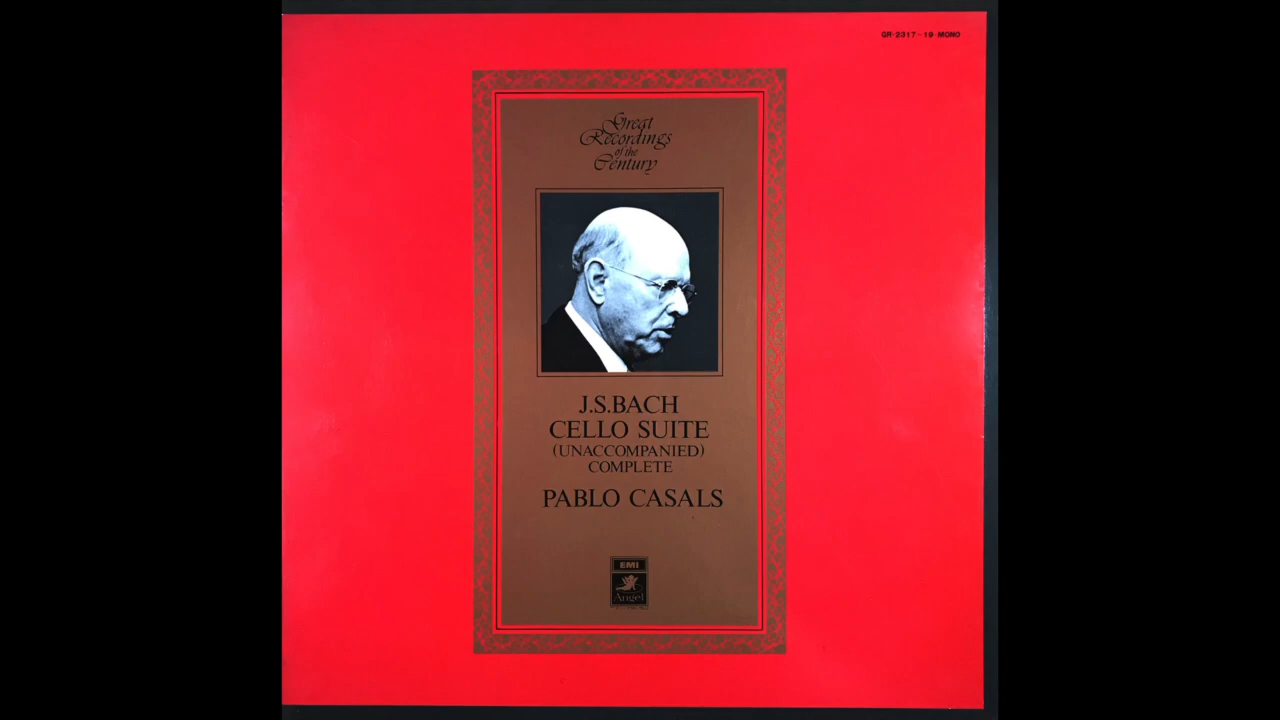 GR-2317-19 MONO
Great
Recordings
of the
Century
J.S.BACH
CELLO SUITE
(UNACCOMPANIED)
COMPLETE
PABLO CASALS
EMI
Angel